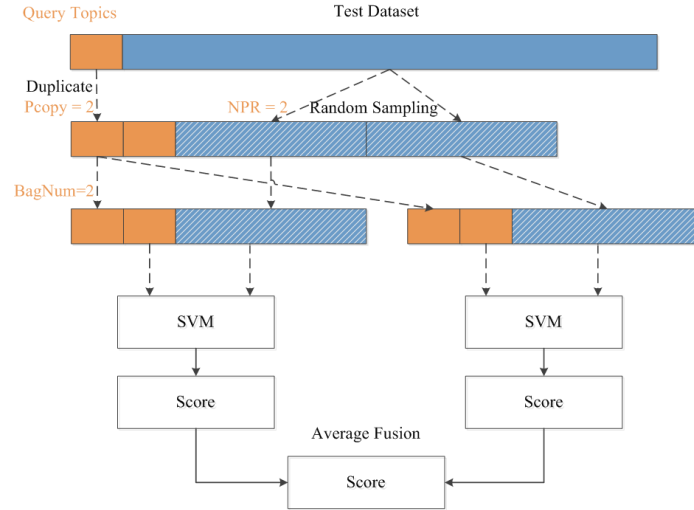 Query Topics
Test Dataset
Duplicate
Pcopy = 2
NPR = 2
Random Sampling
BagNum=2
SVM
SVM
Score
Score
Average Fusion
Score